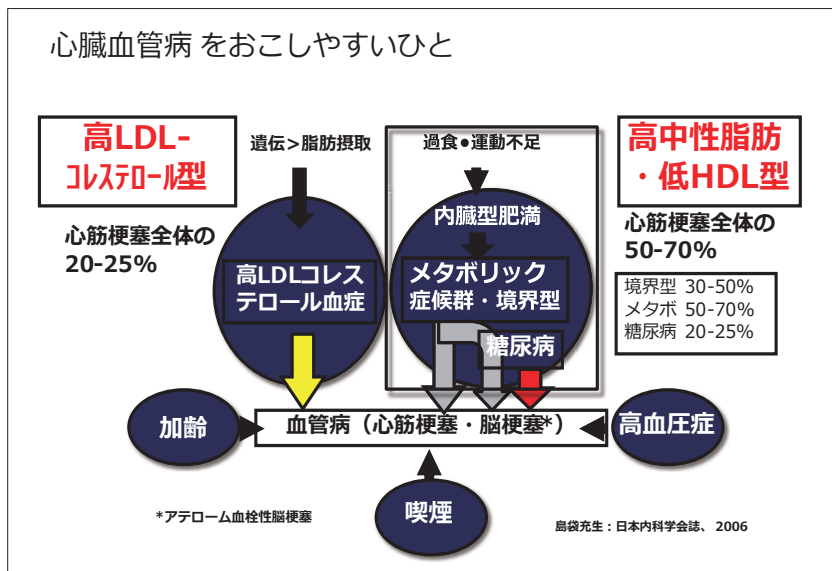 心臓血管病 をおこしやすいひと
高LDL-
コレステロール型
遺伝>脂肪摂取
過食●運動不足
高中性脂肪
・低HDL型
心筋梗塞全体の
20-25%
内臓型肥満
心筋梗塞全体の
50-70%
高LDLコレス
テロール血症
メタボリック
症候群・境界型
境界型 30-50%
メタボ 50-70%
糖尿病 20-25%
糖尿病
加齢
血管病（心筋梗塞・脳梗塞*）
高血圧症
喫煙
*アテローム血栓性脳梗塞
島袋充生：日本内科学会誌、2006